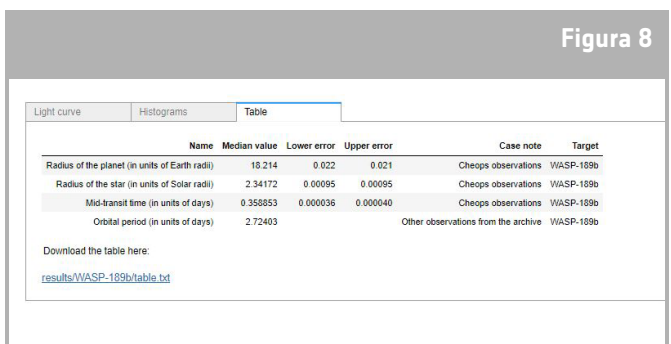 Figura 8
Light curve Histograms Table
Name Median value Lower error Upper error Case note Target
Radius of the planet (in units of Earth radii) 18.214 0.022 0.021 Cheops observations WASP-189b
Radius of the star (in units of Solar radii) 2.34172 0.00095 0.00095 Cheops observations WASP-189b
Mid-transit time (in units of days) 0.358853 0.000036 0.000040 Cheops observations WASP-189b
Orbital period (in units of days) 2.72403 Other observations from the archive WASP-189b
Download the table here:
results/WASP-189b/table.txt